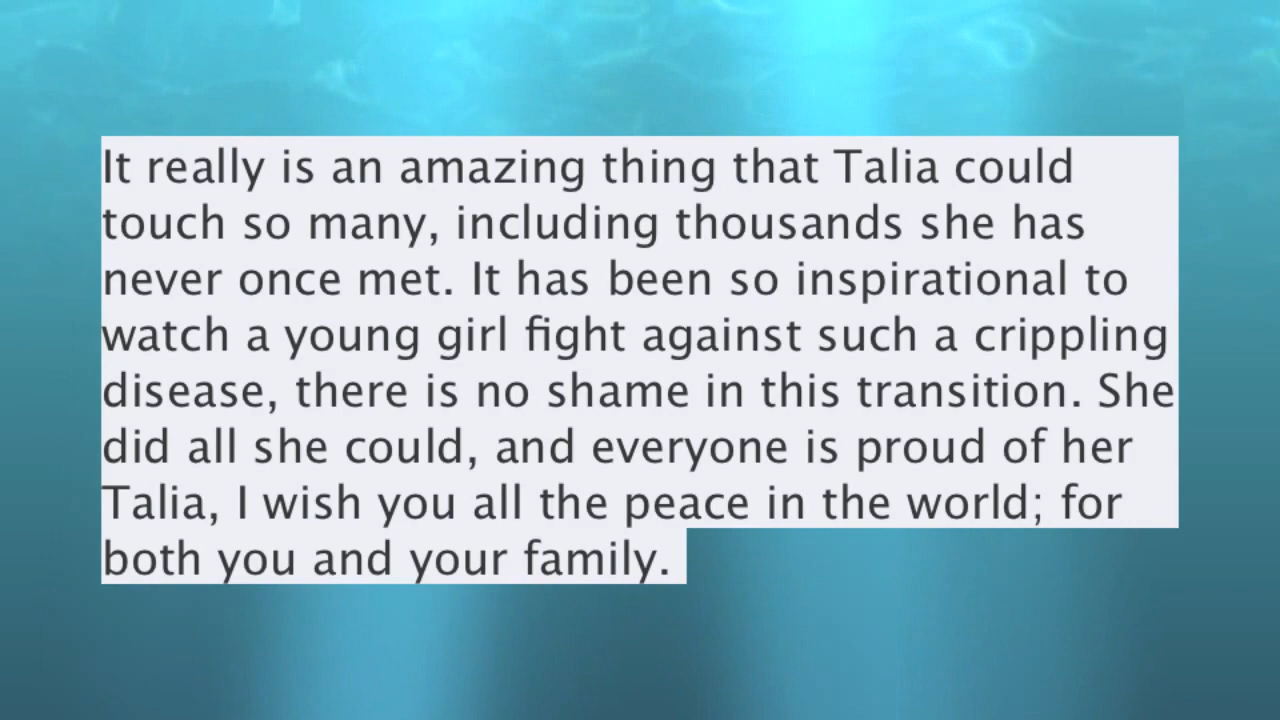 It really is an amazing thing that Talia could
touch so many, including thousands she has
never once met. It has been so inspirational to
watch a young girl fight against such a crippling
disease, there is no shame in this transition. She
did all she could, and everyone is proud of her
Talia, I wish you all the peace in the world; for
both you and your family.